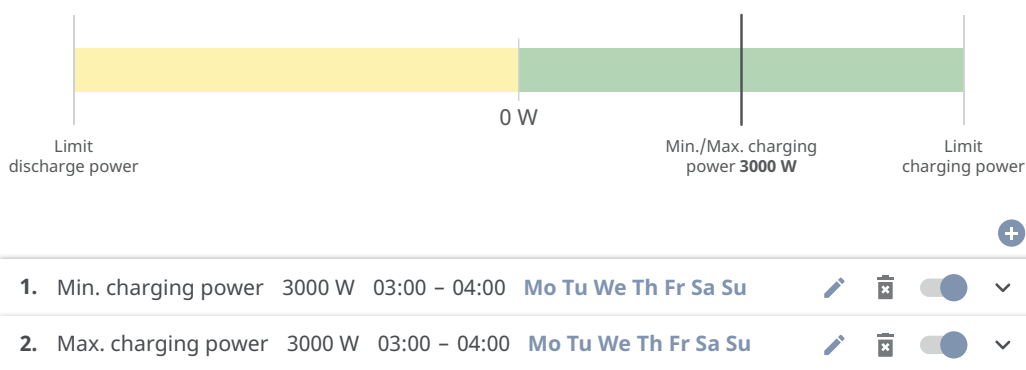 0 W
Limit
discharge power
Min./Max. charging
power 3000 W
Limit
charging power
1. Min. charging power 3000 W 03:00 – 04:00 Mo Tu We Th Fr Sa Su
2. Max. charging power 3000 W 03:00 – 04:00 Mo Tu We Th Fr Sa Su